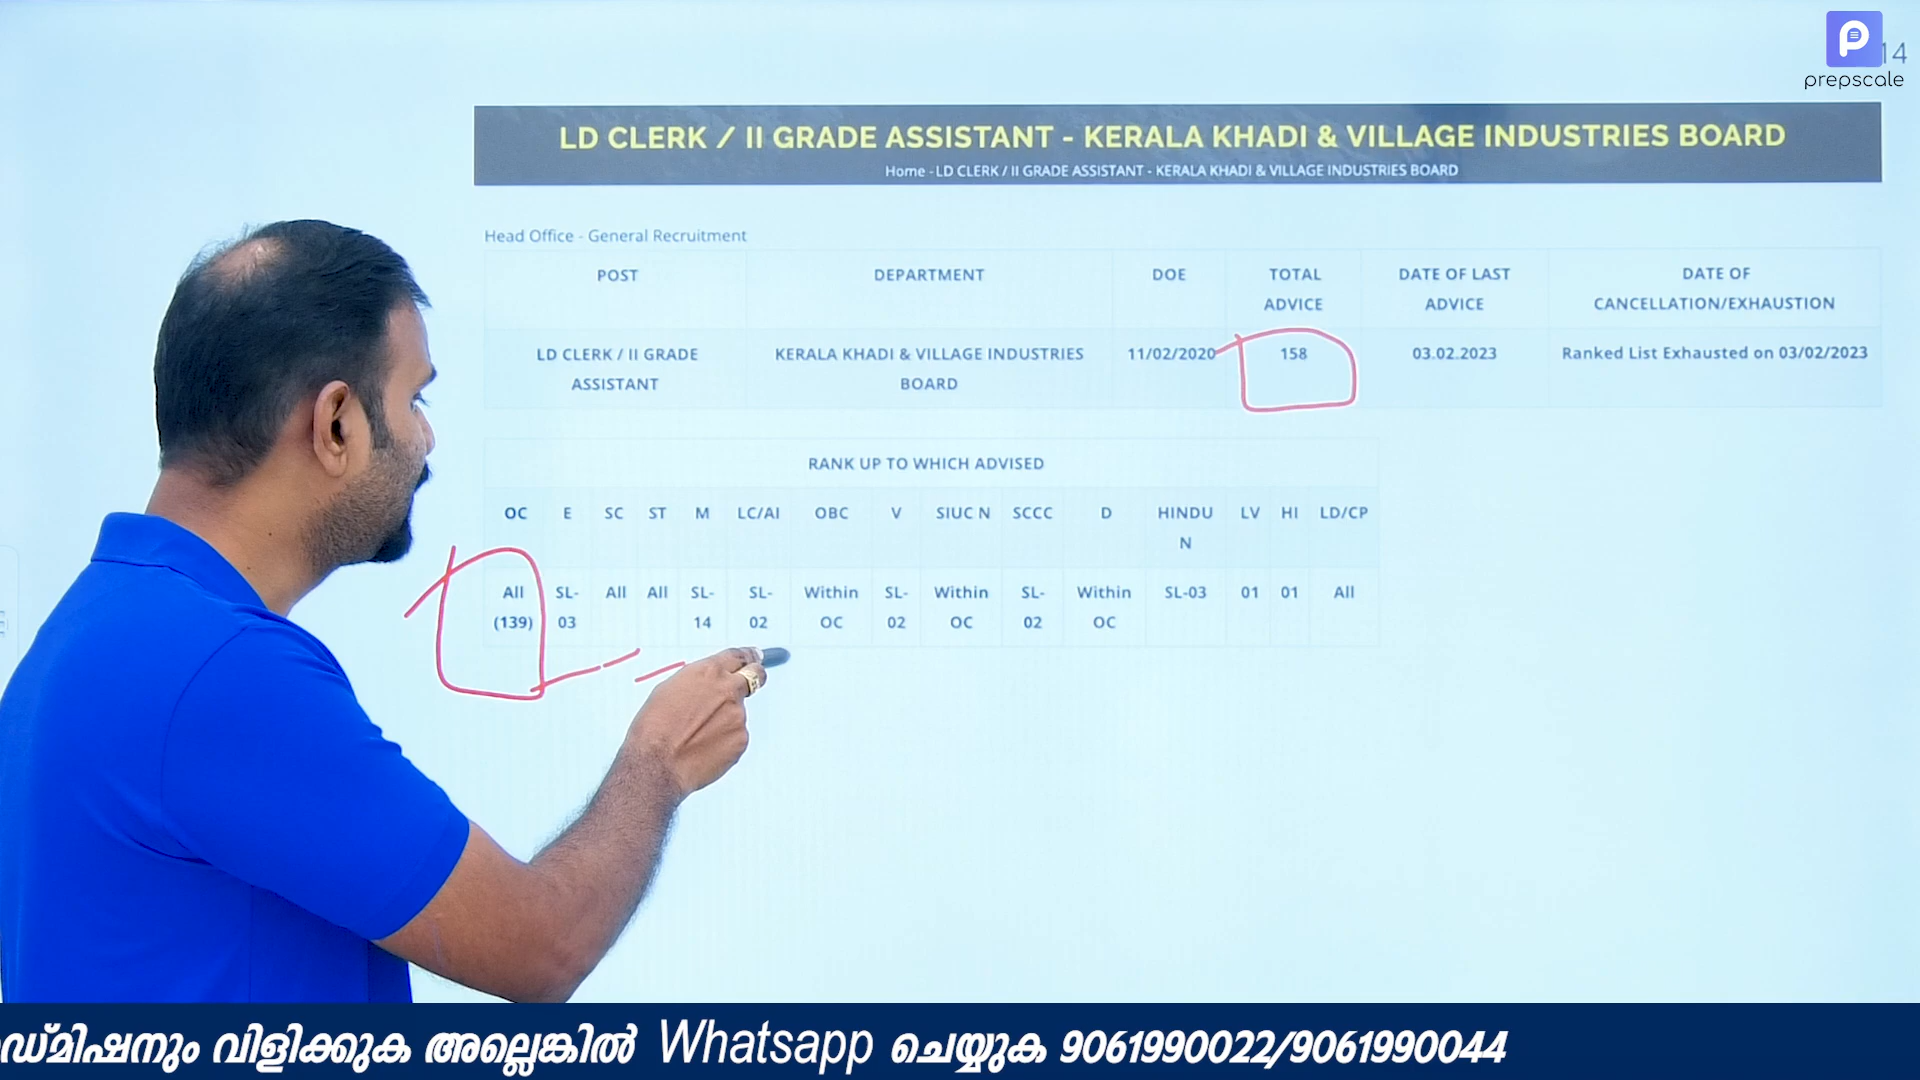 14
prepscale
LD CLERK / II GRADE ASSISTANT - KERALA KHADI & VILLAGE INDUSTRIES BOARD
Home - LD CLERK / II GRADE ASSISTANT - KERALA KHADI & VILLAGE INDUSTRIES BOARD
Head Office - General Recruitment
POST DEPARTMENT DOE TOTAL ADVICE DATE OF LAST ADVICE DATE OF CANCELLATION/EXHAUSTION
LD CLERK / II GRADE ASSISTANT KERALA KHADI & VILLAGE INDUSTRIES BOARD 11/02/2020 158 03.02.2023 Ranked List Exhausted on 03/02/2023
RANK UP TO WHICH ADVISED
OC E SC ST M LC/AI OBC V SIUC N SCCC D HINDU N LV HI LD/CP
All (139) SL-03 All All SL-14 SL-02 Within OC SL-02 Within OC SL-02 Within OC SL-03 01 01 All
ഡ്മിഷനും വിളിക്കുക അല്ലെങ്കിൽ Whatsapp ചെയ്യുക 9061990022/9061990044